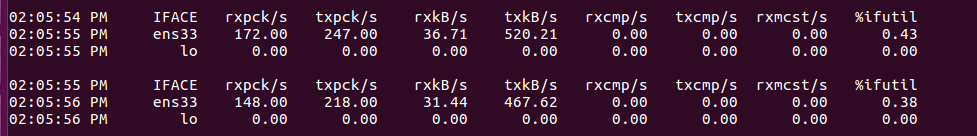 02:05:54 PM IFACE rxpck/s txpck/s rxkB/s txkB/s rxcmp/s txcmp/s rxmcst/s %ifutil
02:05:55 PM ens33 172.00 247.00 36.71 520.21 0.00 0.00 0.00 0.43
02:05:55 PM lo 0.00 0.00 0.00 0.00 0.00 0.00 0.00 0.00
02:05:55 PM IFACE rxpck/s txpck/s rxkB/s txkB/s rxcmp/s txcmp/s rxmcst/s %ifutil
02:05:56 PM ens33 148.00 218.00 31.44 467.62 0.00 0.00 0.00 0.38
02:05:56 PM lo 0.00 0.00 0.00 0.00 0.00 0.00 0.00 0.00